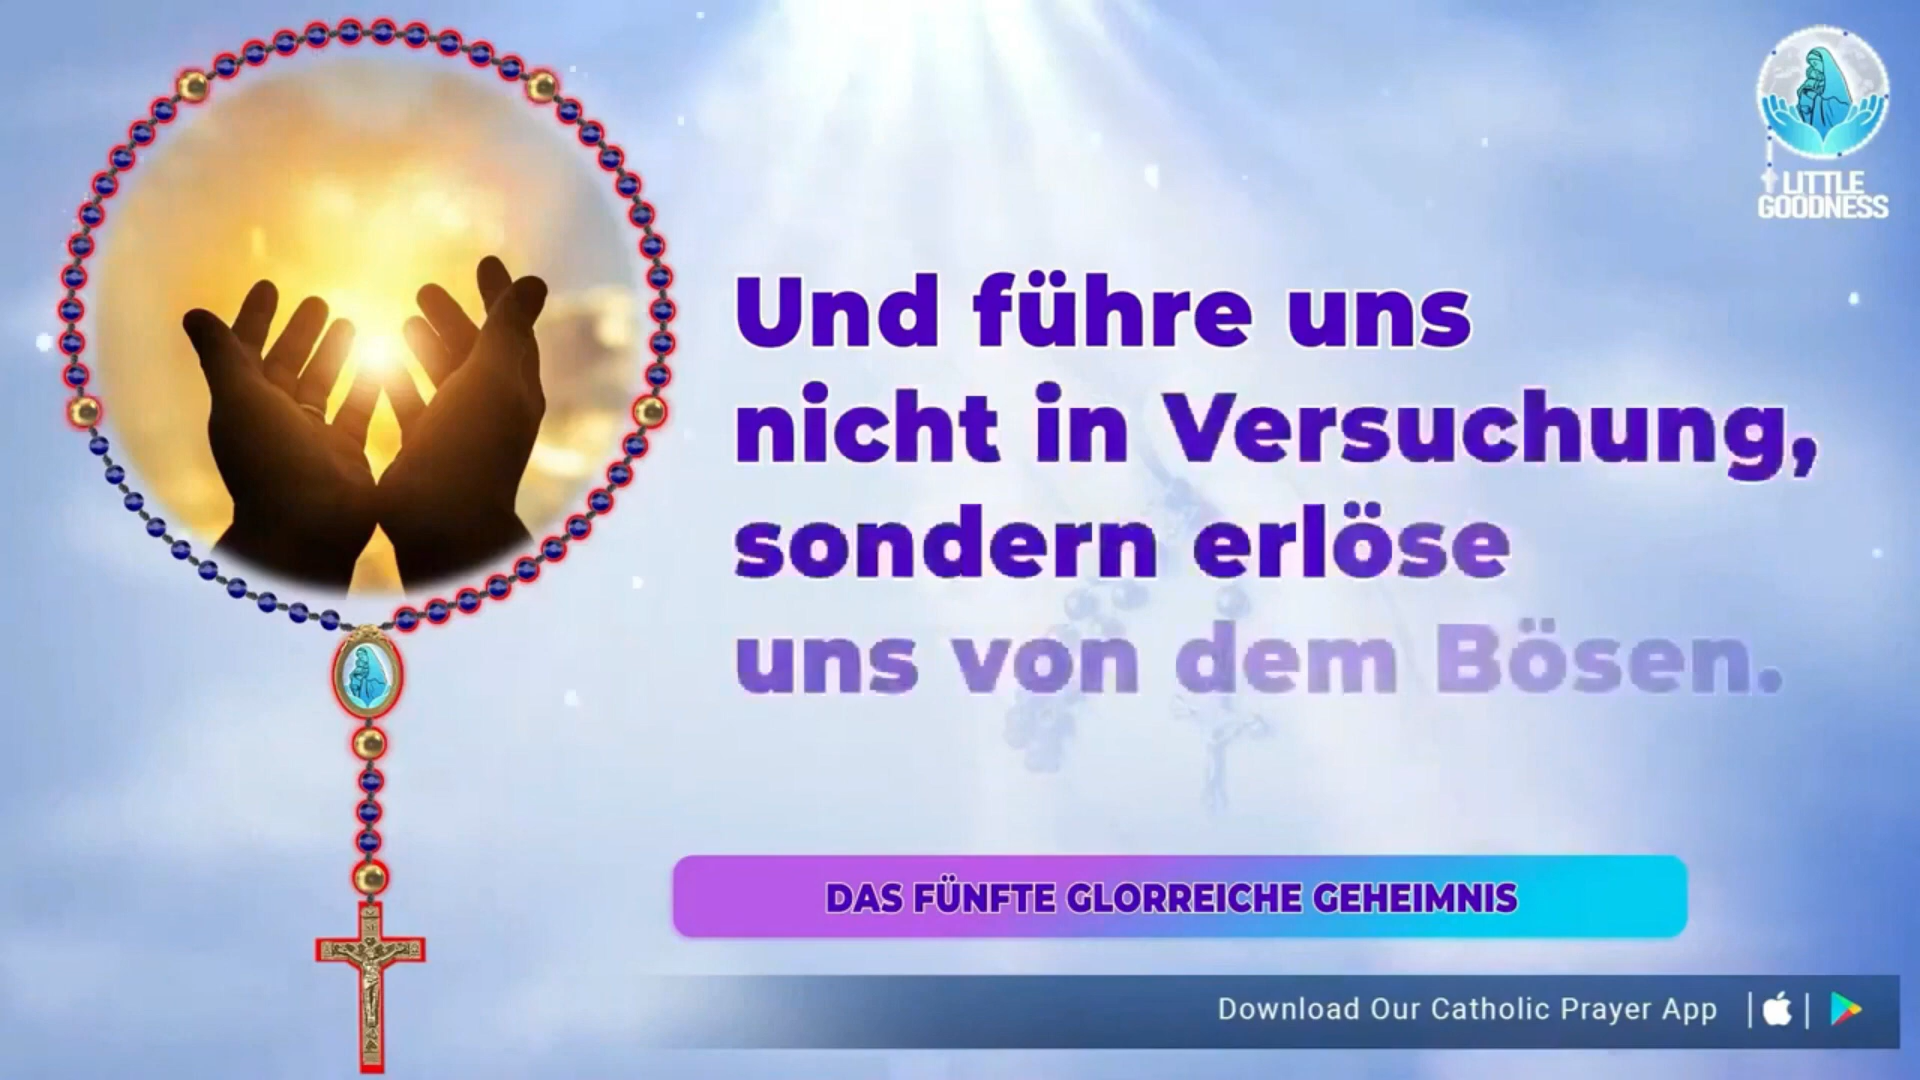 LITTLE
GOODNESS
Und führe uns
nicht in Versuchung,
sondern erlöse
uns von dem Bösen.
DAS FÜNFTE GLORREICHE GEHEIMNIS
Download Our Catholic Prayer App